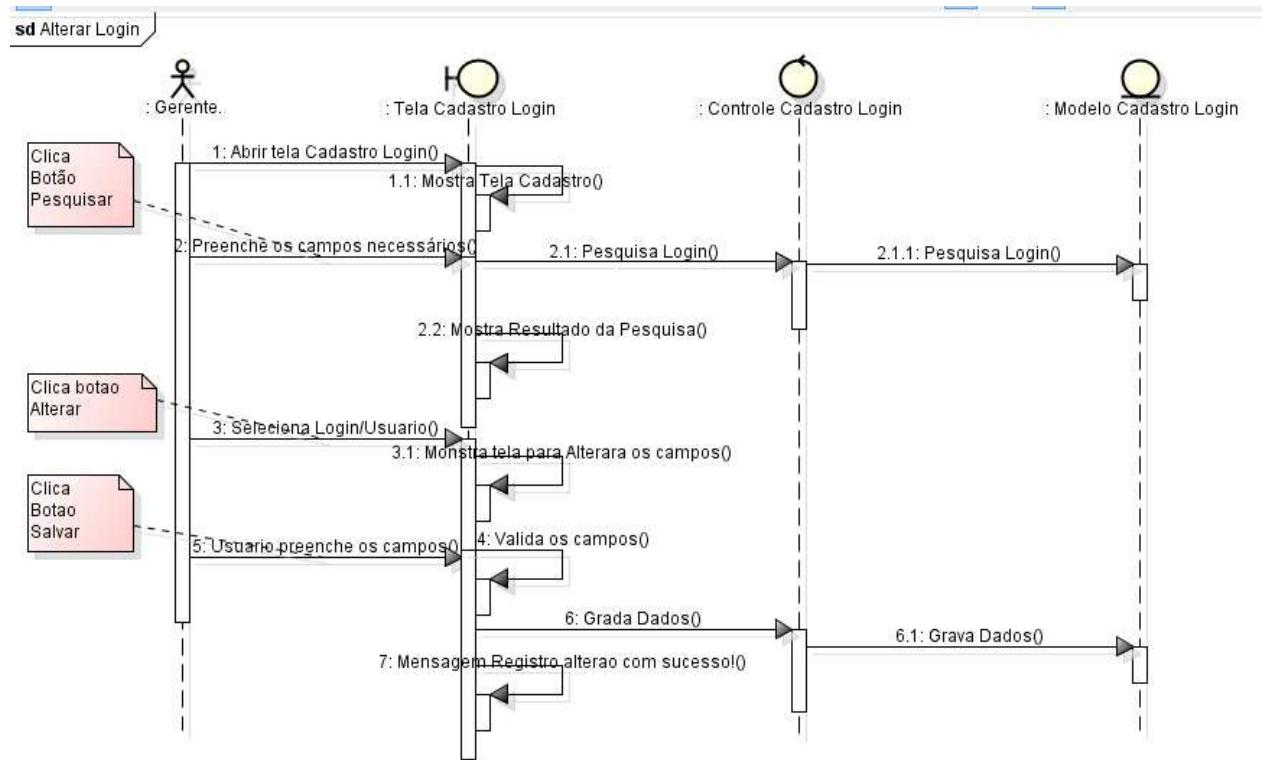 sd Alterar Login
: Gerente.
: Tela Cadastro Login
: Controle Cadastro Login
: Modelo Cadastro Login
Clica
Botão
Pesquisar
1: Abrir tela Cadastro Login()
1.1: Mostra Tela Cadastro()
2: Preenche os campos necessários()
2.1: Pesquisa Login()
2.1.1: Pesquisa Login()
2.2: Mostra Resultado da Pesquisa()
Clica botao
Alterar
3: Seleciona Login/Usuario()
3.1: Monstra tela para Alterara os campos()
Clica
Botao
Salvar
5: Usuario preenche os campos()
4: Valida os campos()
6: Grada Dados()
6.1: Grava Dados()
7: Mensagem Registro alterao com sucesso!()